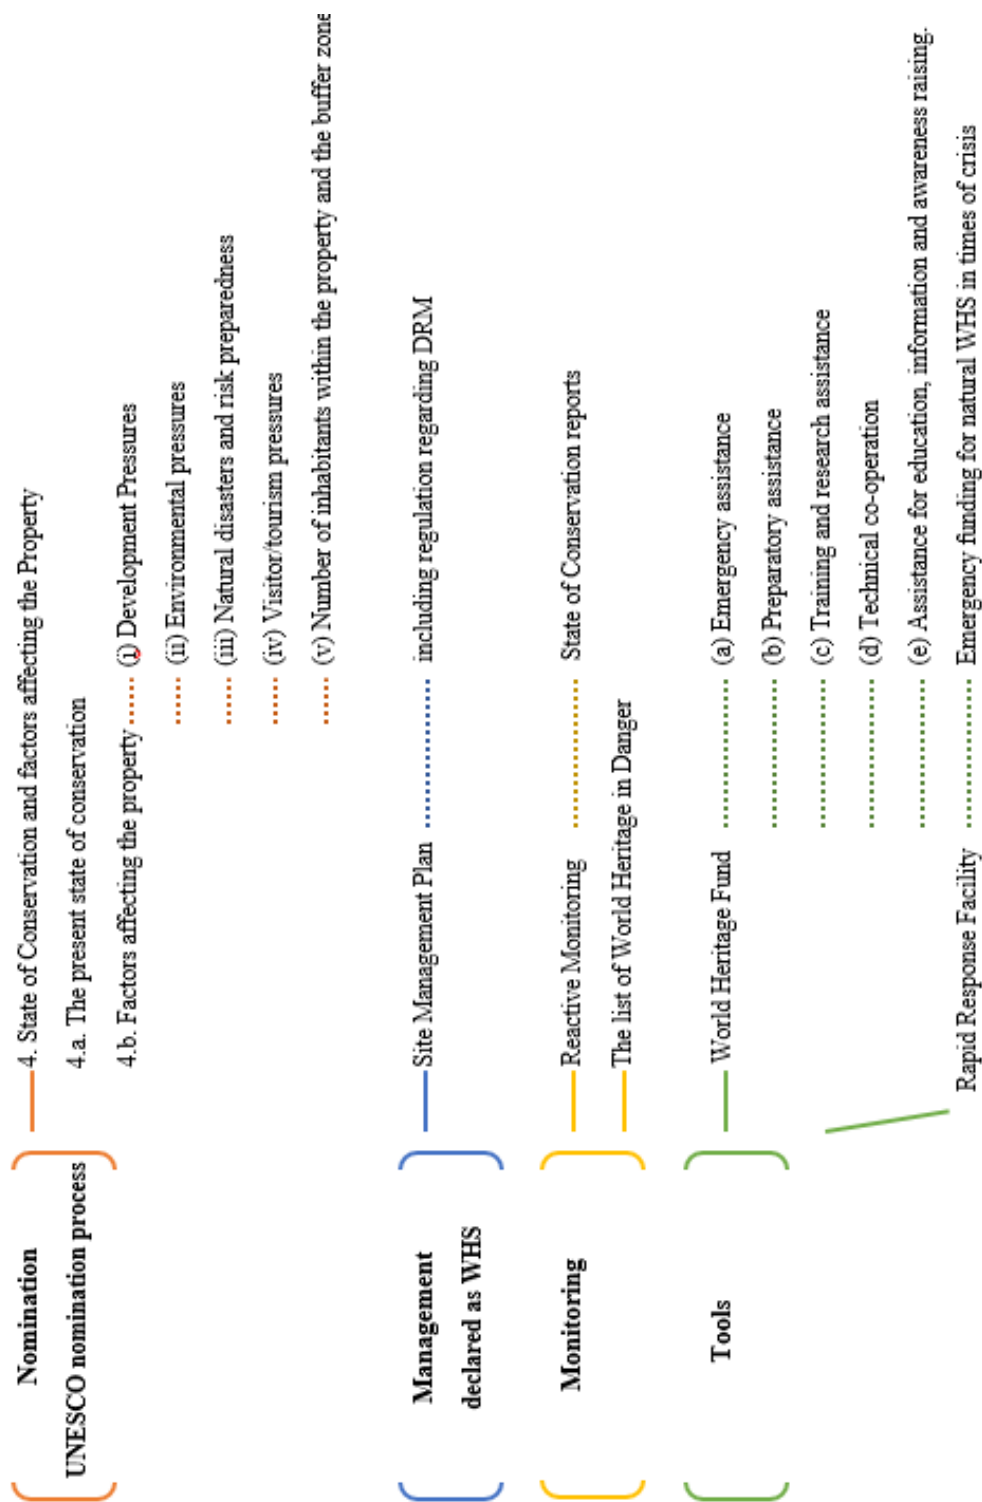 Nomination
UNESCO nomination process
4. State of Conservation and factors affecting the Property
4.a. The present state of conservation
4.b. Factors affecting the property
(i) Development Pressures
(ii) Environmental pressures
(iii) Natural disasters and risk preparedness
(iv) Visitor/tourism pressures
(v) Number of inhabitants within the property and the buffer zone
Management
declared as WHS
Site Management Plan
including regulation regarding DRM
Monitoring
Reactive Monitoring
State of Conservation reports
The list of World Heritage in Danger
Tools
World Heritage Fund
(a) Emergency assistance
(b) Preparatory assistance
(c) Training and research assistance
(d) Technical co-operation
(e) Assistance for education, information and awareness raising.
Rapid Response Facility
Emergency funding for natural WHS in times of crisis